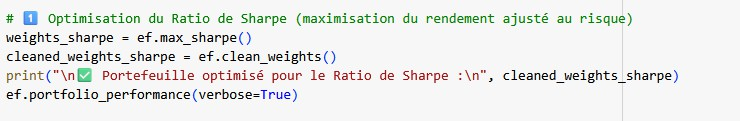 # 1️⃣ Optimisation du Ratio de Sharpe (maximisation du rendement ajusté au risque)
weights_sharpe = ef.max_sharpe()
cleaned_weights_sharpe = ef.clean_weights()
print("\n✅ Portefeuille optimisé pour le Ratio de Sharpe :\n", cleaned_weights_sharpe)
ef.portfolio_performance(verbose=True)